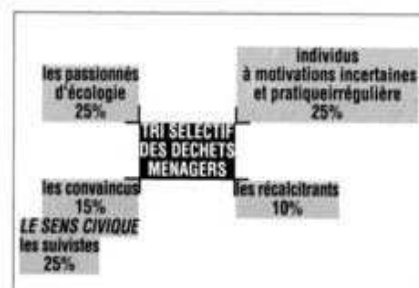 les passionnés
d'écologie
25%
individus
à motivations incertaines
et pratiqueirrégulière
25%
TRI SELECTIF
DES DECHETS
MENAGERS
les convaincus
15%
LE SENS CIVIQUE
les suivistes
25%
les récalcitrants
10%